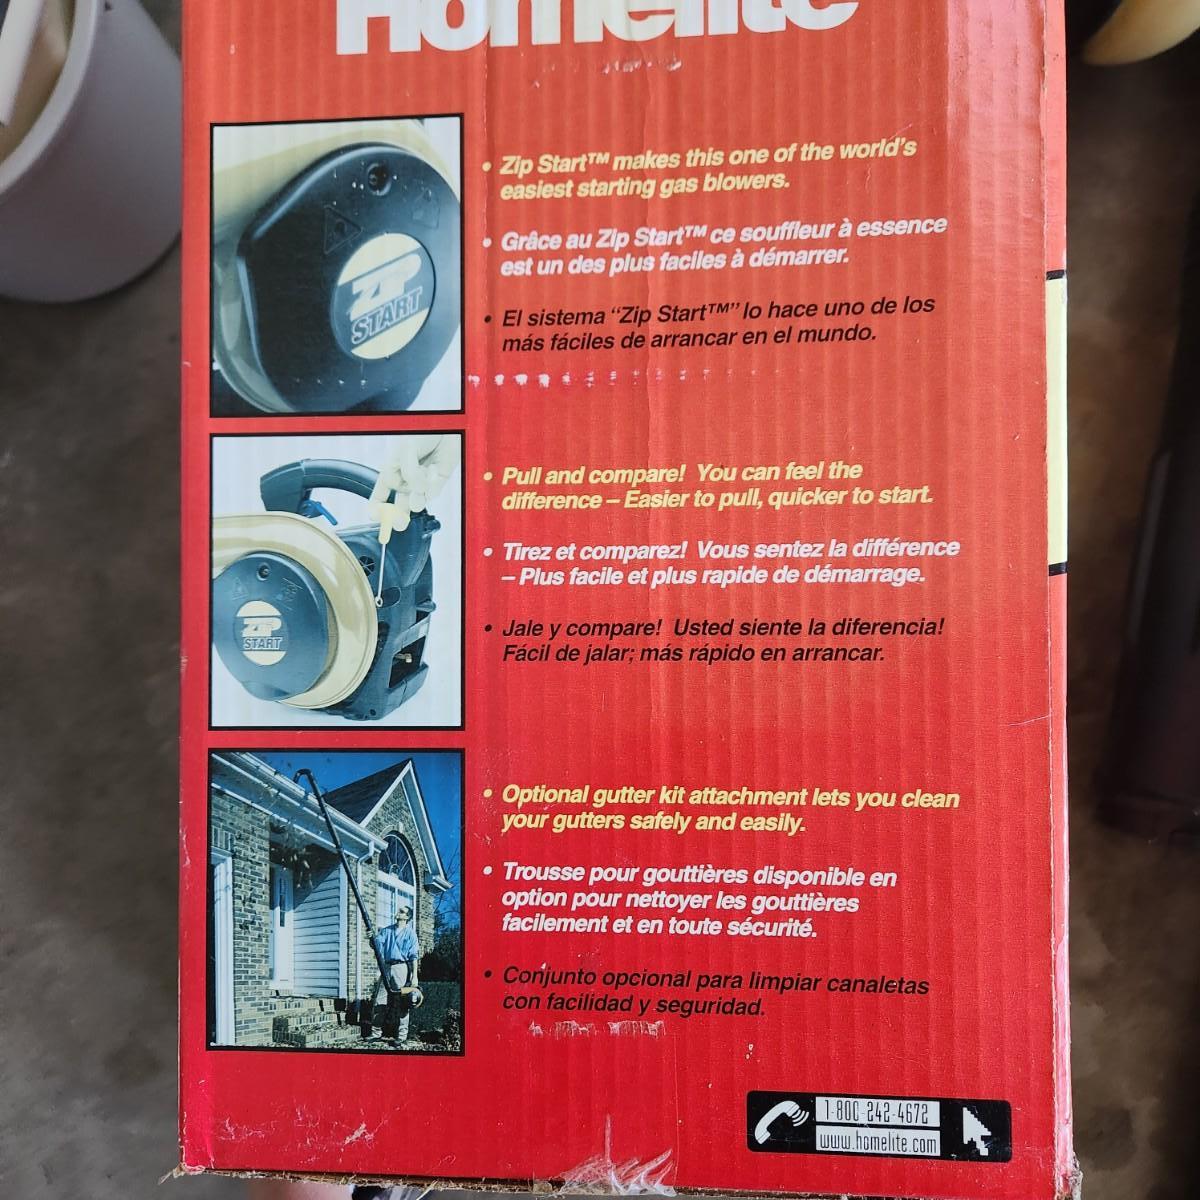 Homelite
ZIP
START
• Zip Start™ makes this one of the world's
easiest starting gas blowers.
• Grâce au Zip Start™ ce souffleur à essence
est un des plus faciles à démarrer.
• El sistema “Zip Start™” lo hace uno de los
más fáciles de arrancar en el mundo.
ZIP
START
• Pull and compare! You can feel the
difference – Easier to pull, quicker to start.
• Tirez et comparez! Vous sentez la différence
– Plus facile et plus rapide de démarrage.
• Jale y compare! Usted siente la diferencia!
Fácil de jalar; más rápido en arrancar.
• Optional gutter kit attachment lets you clean
your gutters safely and easily.
• Trousse pour gouttières disponible en
option pour nettoyer les gouttières
facilement et en toute sécurité.
• Conjunto opcional para limpiar canaletas
con facilidad y seguridad.
1-800-242-4672
www.homelite.com